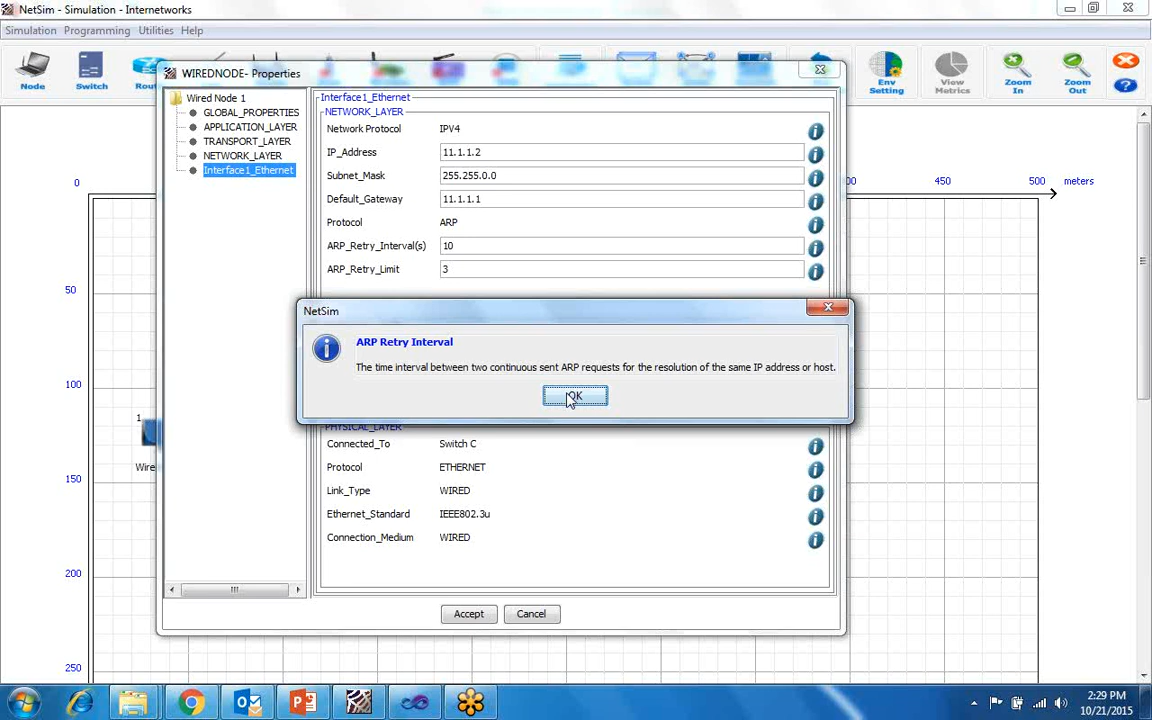 NetSim - Simulation - Internetworks
Simulation Programming Utilities Help
Node
Switch
Env Setting
View Metrics
Zoom In
Zoom Out
WIREDNODE- Properties
Wired Node 1
GLOBAL_PROPERTIES
APPLICATION_LAYER
TRANSPORT_LAYER
NETWORK_LAYER
Interface1_Ethernet
Interface1_Ethernet
NETWORK_LAYER
Network Protocol IPV4
IP_Address 11.1.1.2
Subnet_Mask 255.255.0.0
Default_Gateway 11.1.1.1
Protocol ARP
ARP_Retry_Interval(s) 10
ARP_Retry_Limit 3
NetSim
ARP Retry Interval
The time interval between two continuous sent ARP requests for the resolution of the same IP address or host.
OK
PHYSICAL_LAYER
Connected_To Switch C
Protocol ETHERNET
Link_Type WIRED
Ethernet_Standard IEEE802.3u
Connection_Medium WIRED
Accept Cancel
0
450 500 meters
50
100
1
Wire
150
200
250
2:29 PM
10/21/2015